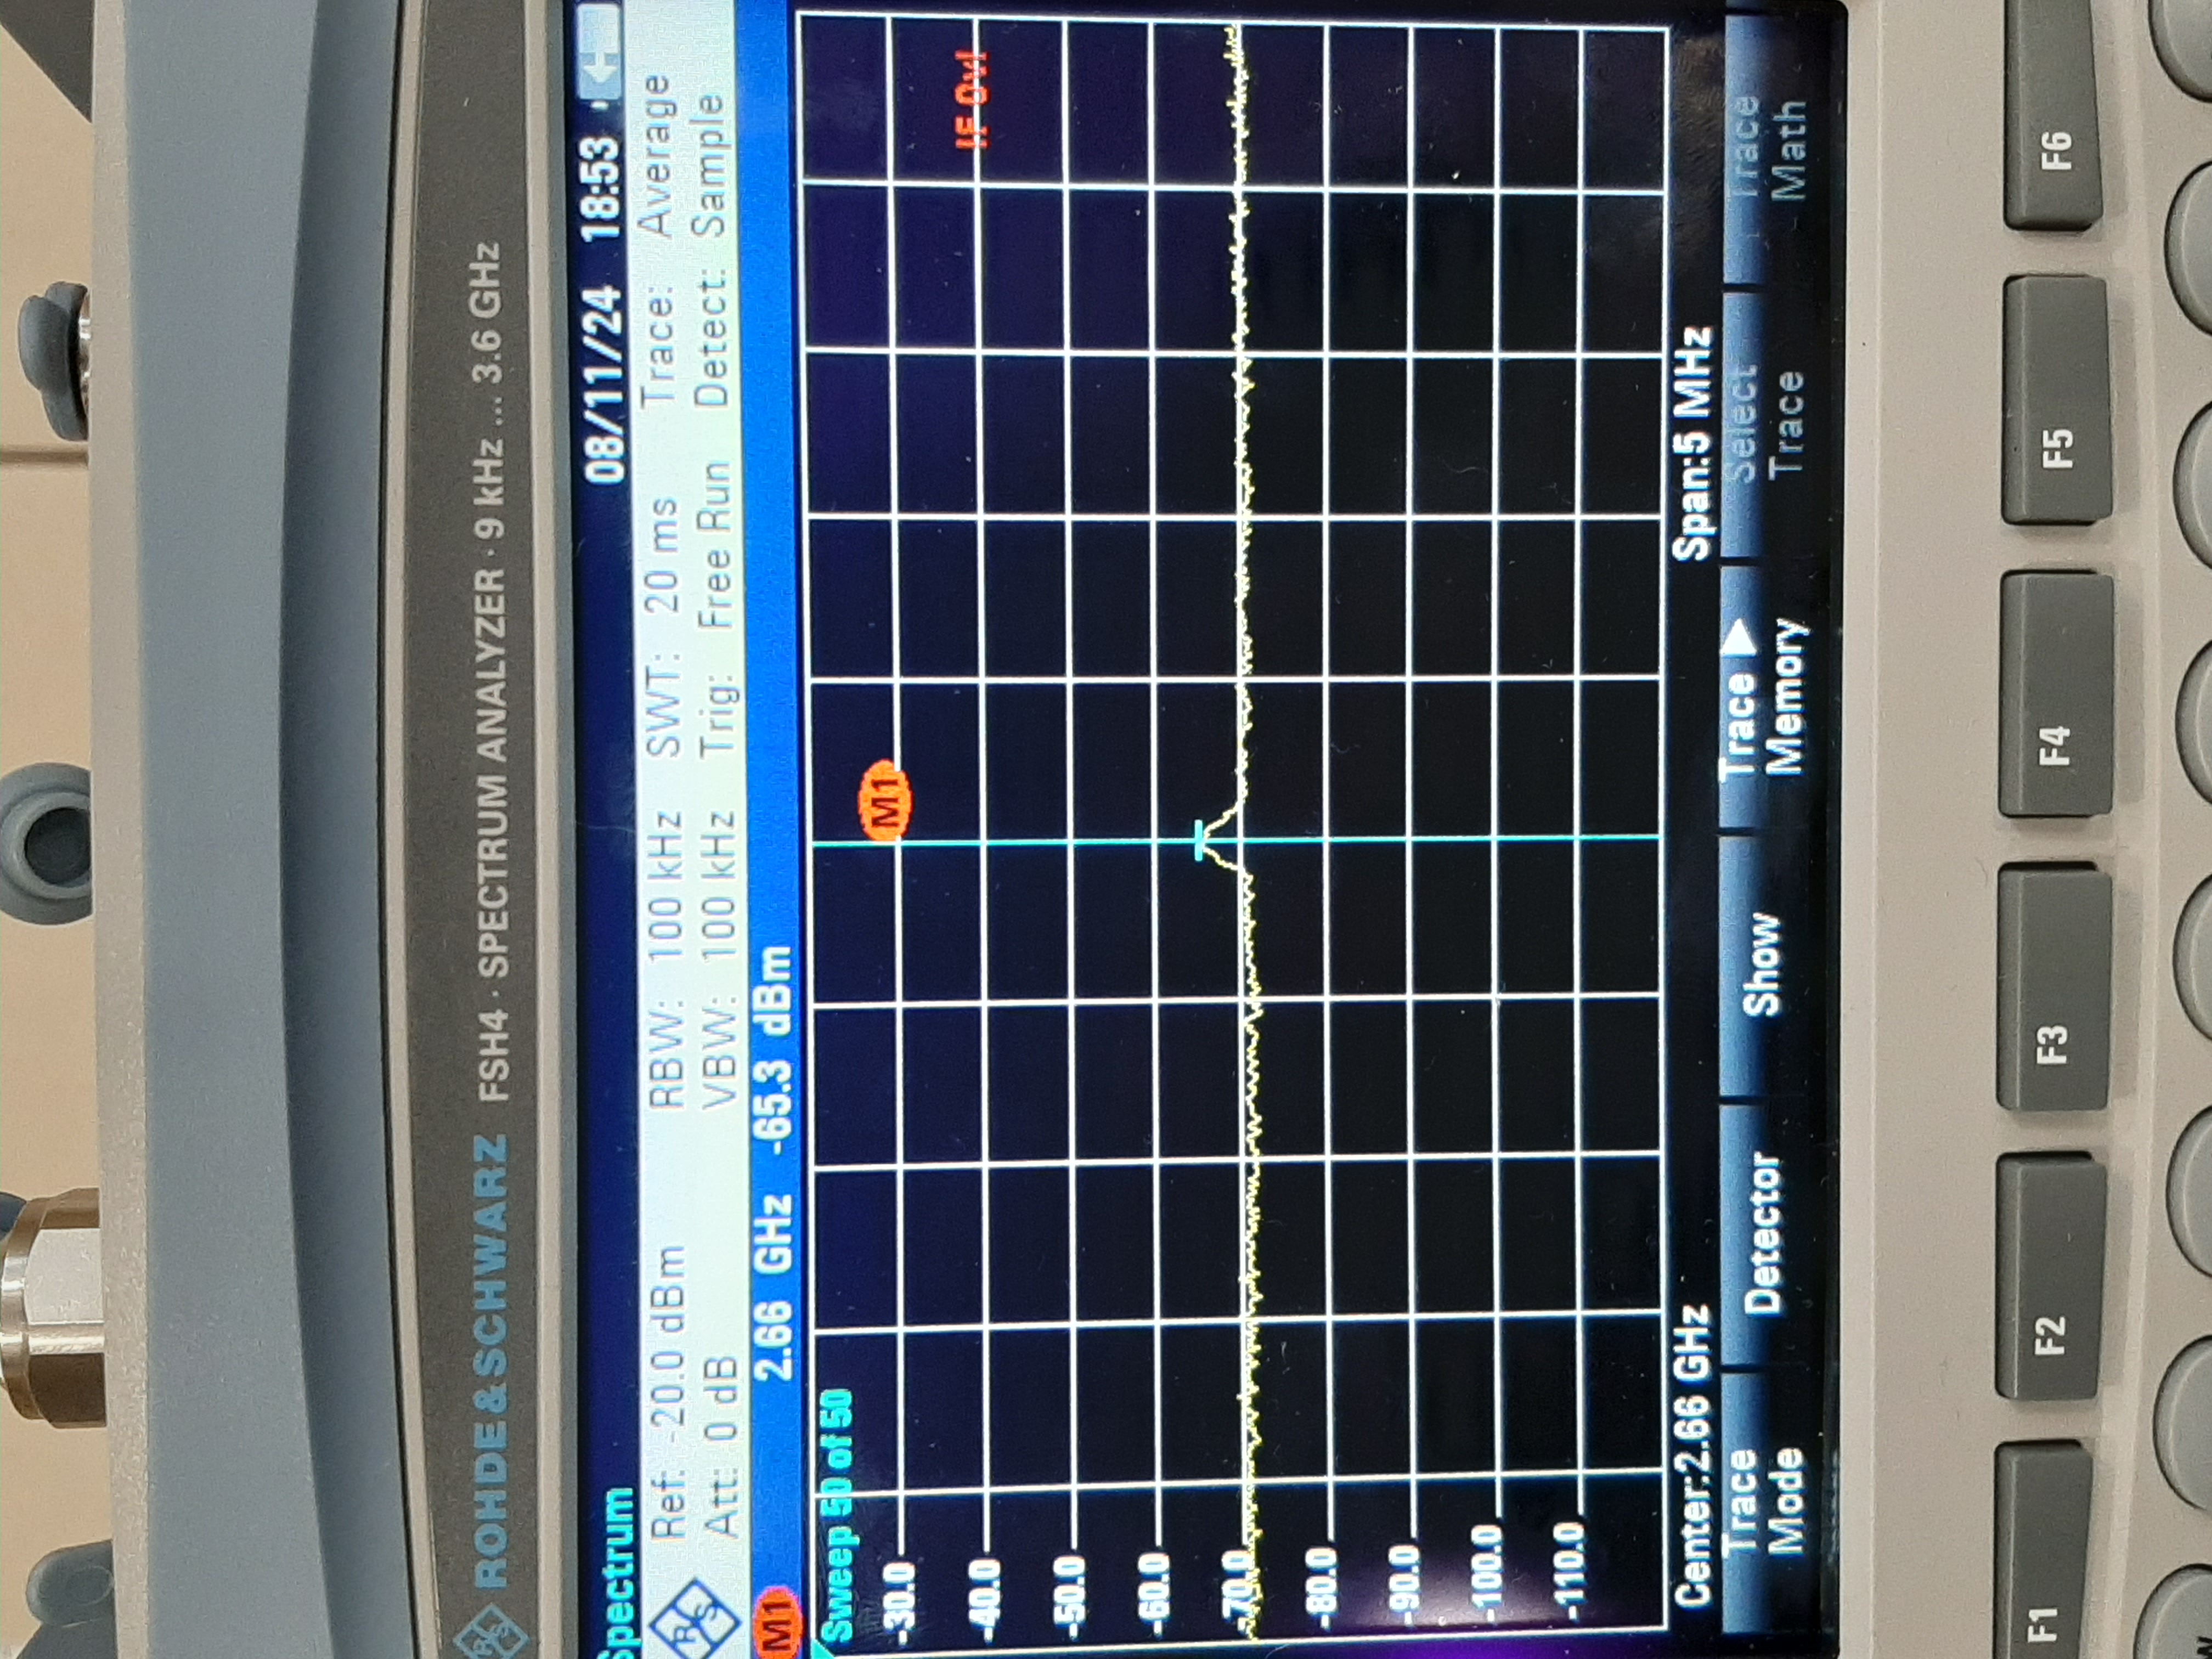 ROHDE & SCHWARZ FSH4 · SPECTRUM ANALYZER · 9 kHz ... 3.6 GHz
Spectrum 08/11/24 18:53
Ref: -20.0 dBm RBW: 100 kHz SWT: 20 ms Trace: Average
Att: 0 dB VBW: 100 kHz Trig: Free Run Detect: Sample
M1 2.66 GHz -65.3 dBm
Sweep 50 of 50
M1
-30.0
IF Ovl
-40.0
-50.0
-60.0
-70.0
-80.0
-90.0
-100.0
-110.0
Center:2.66 GHz Span:5 MHz
Trace Mode
Detector
Show
Trace Memory
Select Trace
Trace Math
F1 F2 F3 F4 F5 F6